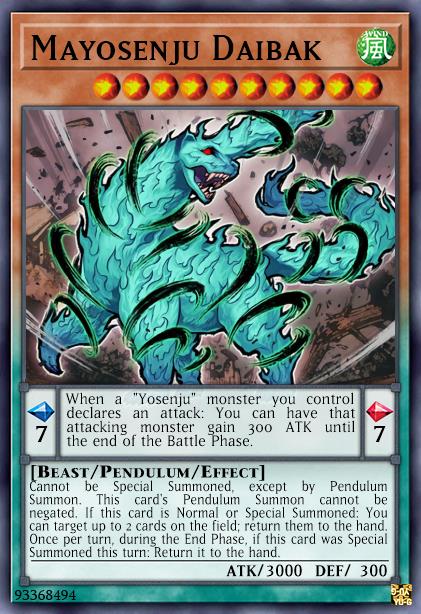 MAYOSENJU DAIBAK
WIND
風
When a "Yosenju" monster you control
declares an attack: You can have that
attacking monster gain 300 ATK until
the end of the Battle Phase.
7
7
[BEAST/PENDULUM/EFFECT]
Cannot be Special Summoned, except by Pendulum
Summon. This card's Pendulum Summon cannot be
negated. If this card is Normal or Special Summoned: You
can target up to 2 cards on the field; return them to the hand.
Once per turn, during the End Phase, if this card was Special
Summoned this turn: Return it to the hand.
ATK/3000 DEF/ 300
93368494